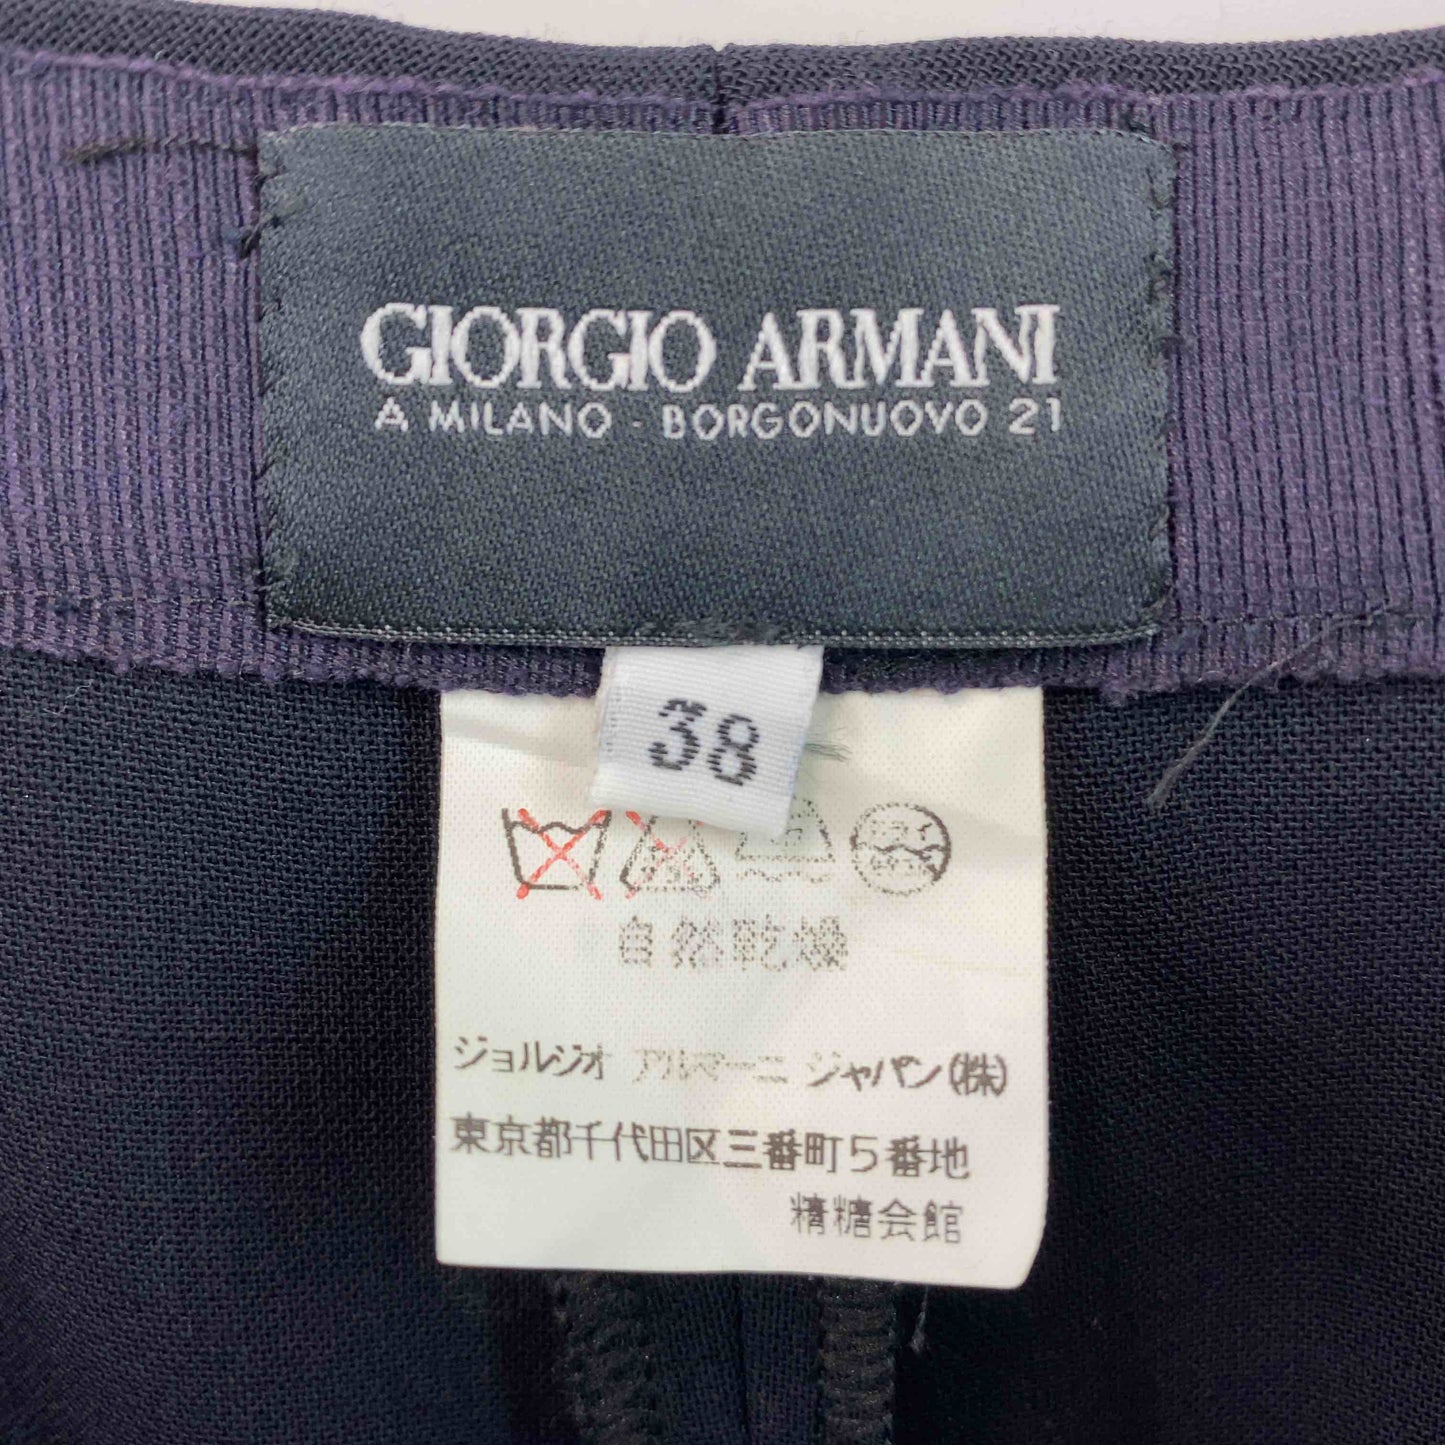 GIORGIO ARMANI
A MILANO - BORGONUOVO 21
38
自然乾燥
ジョルジオ アルマーニ ジャパン(株)
東京都千代田区三番町5番地
精糖会館